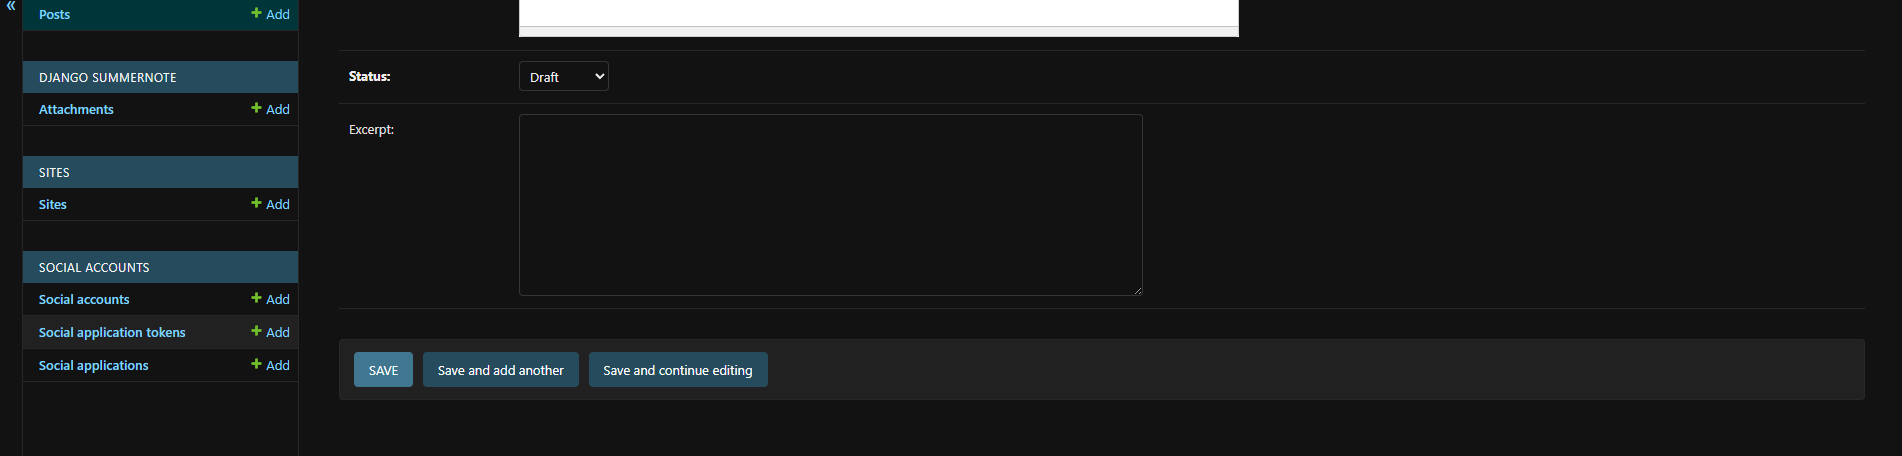 «
Posts
Add
DJANGO SUMMERNOTE
Attachments
Add
SITES
Sites
Add
SOCIAL ACCOUNTS
Social accounts
Add
Social application tokens
Add
Social applications
Add
Status:
Draft
Excerpt:
SAVE
Save and add another
Save and continue editing